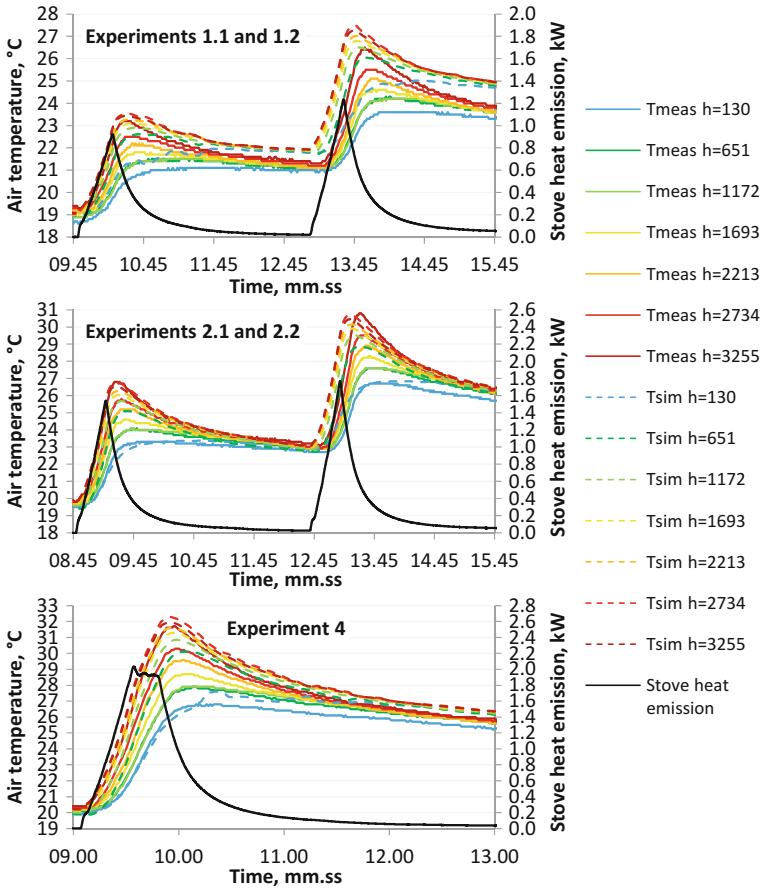 Experiments 1.1 and 1.2
Air temperature, °C
26
25
24
23
22
21
20
19
18
27
28
2.0
1.8
1.6
1.4
1.2
1.0
0.8
0.6
0.4
0.2
0.0
Stove heat emission, kW
09.45 10.45 11.45 12.45 13.45 14.45 15.45
Time, mm.ss
Experiments 2.1 and 2.2
Air temperature, °C
31
30
29
28
27
26
25
24
23
22
21
20
19
18
2.6
2.4
2.2
2.0
1.8
1.6
1.4
1.2
1.0
0.8
0.6
0.4
0.2
0.0
Stove heat emission, kW
08.45 09.45 10.45 11.45 12.45 13.45 14.45 15.45
Time, mm.ss
Experiment 4
Air temperature, °C
33
32
31
30
29
28
27
26
25
24
23
22
21
20
19
2.8
2.6
2.4
2.2
2.0
1.8
1.6
1.4
1.2
1.0
0.8
0.6
0.4
0.2
0.0
Stove heat emission, kW
09.00 10.00 11.00 12.00 13.00
Time, mm.ss
Tmeas h=130
Tmeas h=651
Tmeas h=1172
Tmeas h=1693
Tmeas h=2213
Tmeas h=2734
Tmeas h=3255
Tsim h=130
Tsim h=651
Tsim h=1172
Tsim h=1693
Tsim h=2213
Tsim h=2734
Tsim h=3255
Stove heat
emission